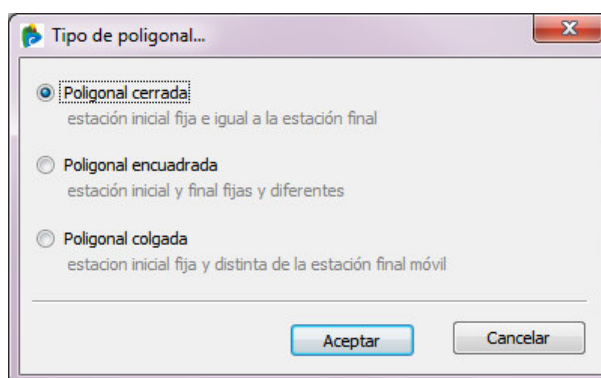 Tipo de poligonal...
Poligonal cerrada
estación inicial fija e igual a la estación final
Poligonal encuadrada
estación inicial y final fijas y diferentes
Poligonal colgada
estacion inicial fija y distinta de la estación final móvil
Aceptar
Cancelar